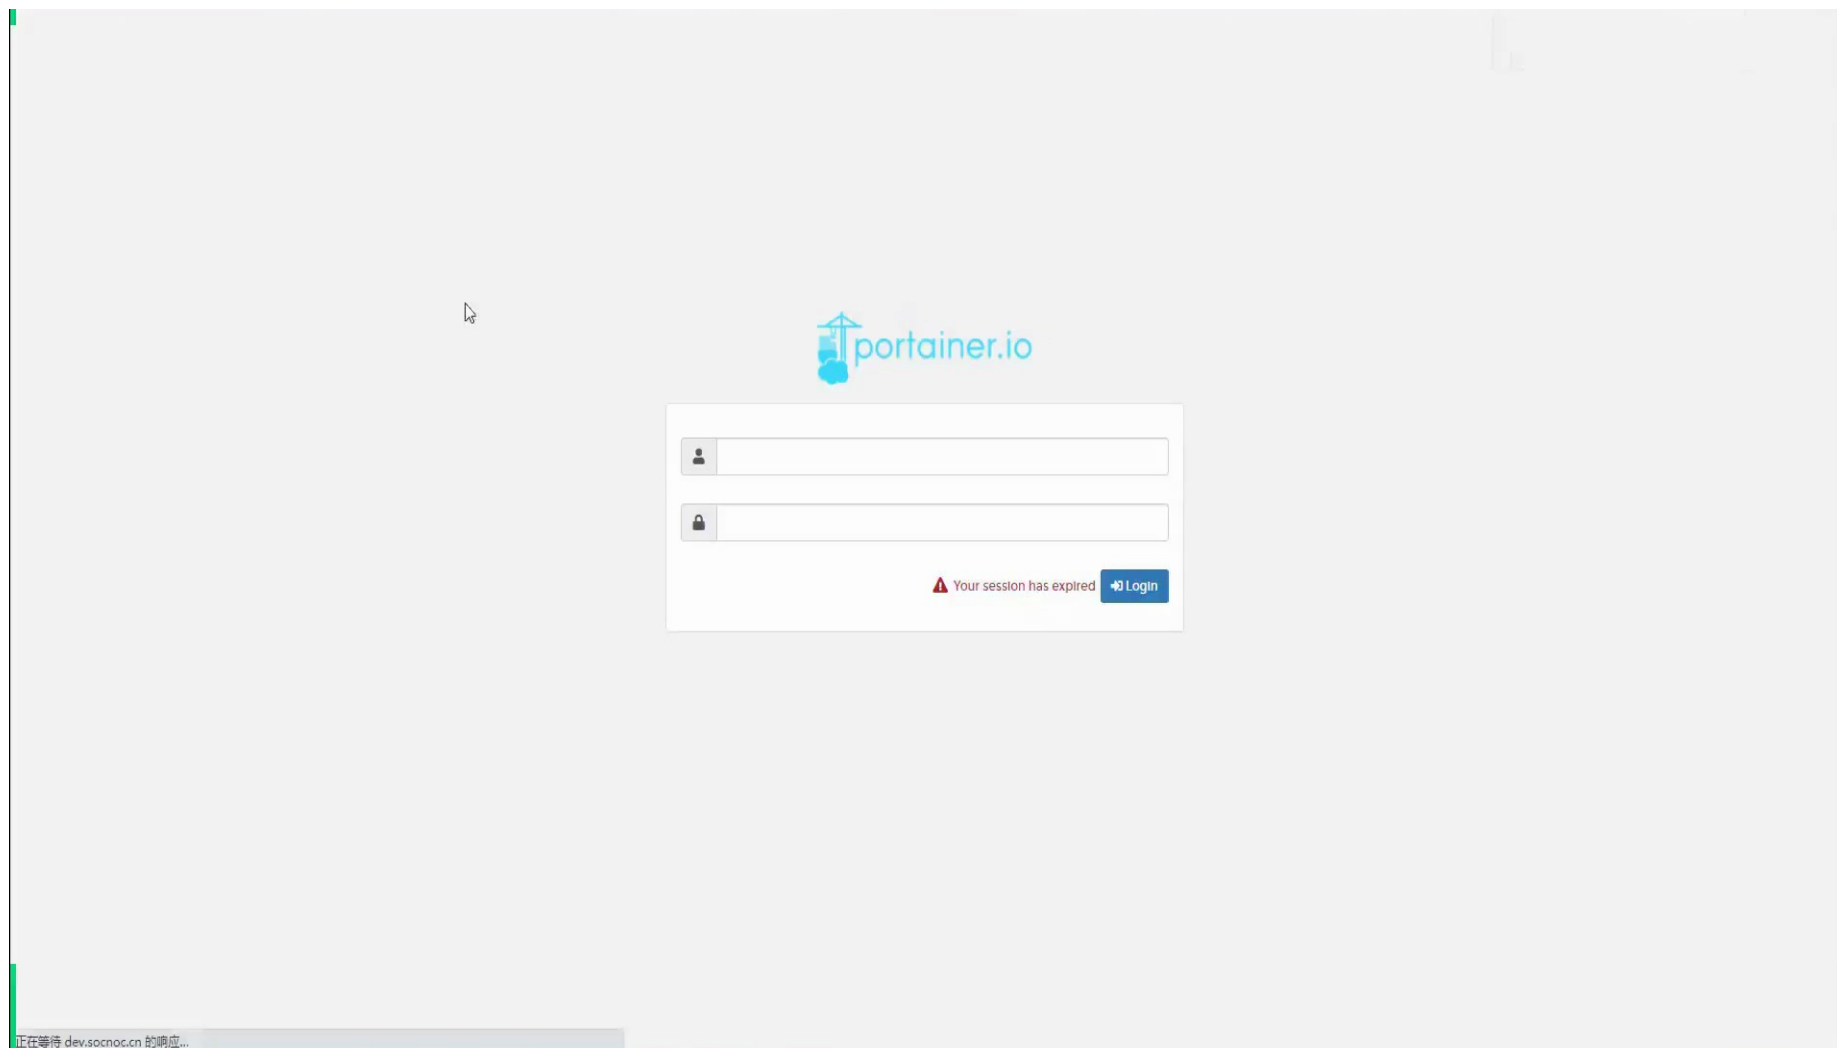 portainer.io
Your session has expired
Login
正在等待 dev.socnoc.cn 的响应...